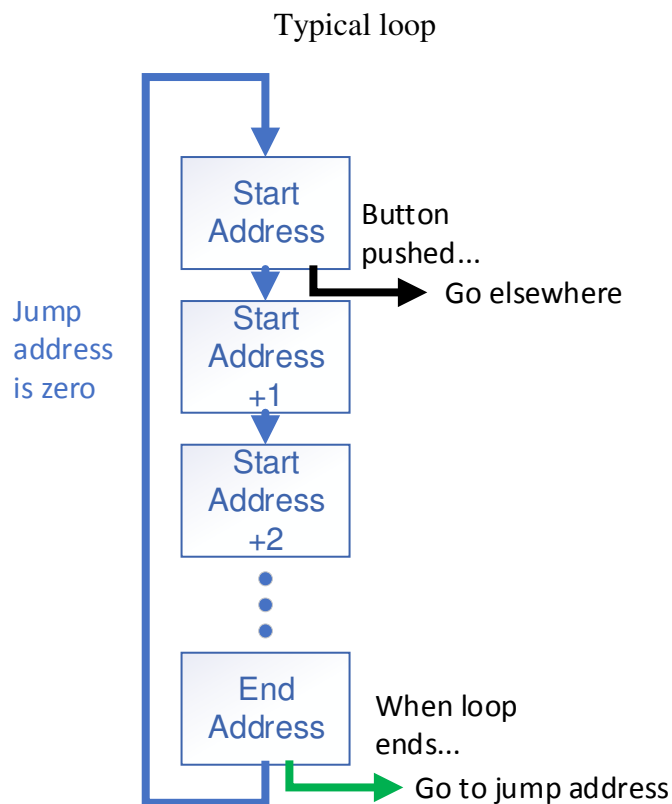 Typical loop
Start
Address
Button
pushed...
Go elsewhere
Start
Address
+1
Jump
address
is zero
Start
Address
+2
End
Address
When loop
ends...
Go to jump address